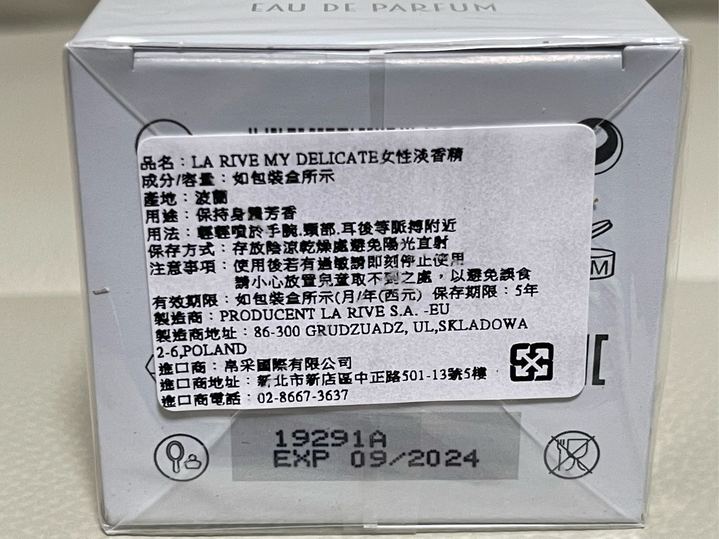 EAU DE PARFUM
品名：LA RIVE MY DELICATE女性淡香精
成分/容量：如包裝盒所示
產地：波蘭
用途：保持身體芳香
用法：輕輕噴於手腕.頸部.耳後等脈搏附近
保存方式：存放陰涼乾燥處避免陽光直射
注意事項：使用後若有過敏請即刻停止使用
請小心放置兒童取不到之處，以避免誤食
有效期限：如包裝盒所示(月/年(西元) 保存期限：5年
製造商：PRODUCENT LA RIVE S.A. -EU
製造商地址：86-300 GRUDZUADZ, UL,SKLADOWA
2-6,POLAND
進口商：帛采國際有限公司
進口商地址：新北市新店區中正路501-13號5樓
進口商電話：02-8667-3637
19291A
EXP 09/2024